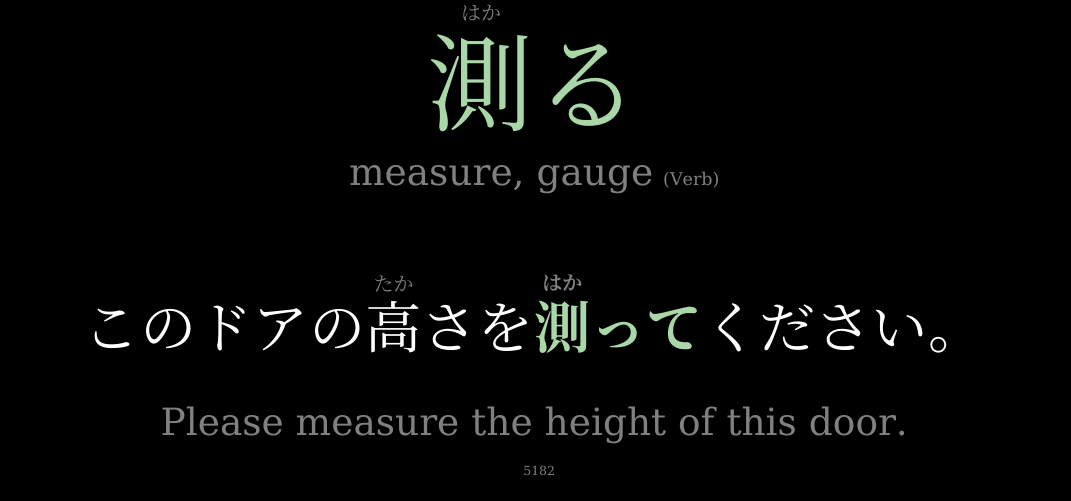 はか
測る
measure, gauge (Verb)
たか はか
このドアの高さを測ってください。
Please measure the height of this door.
5182